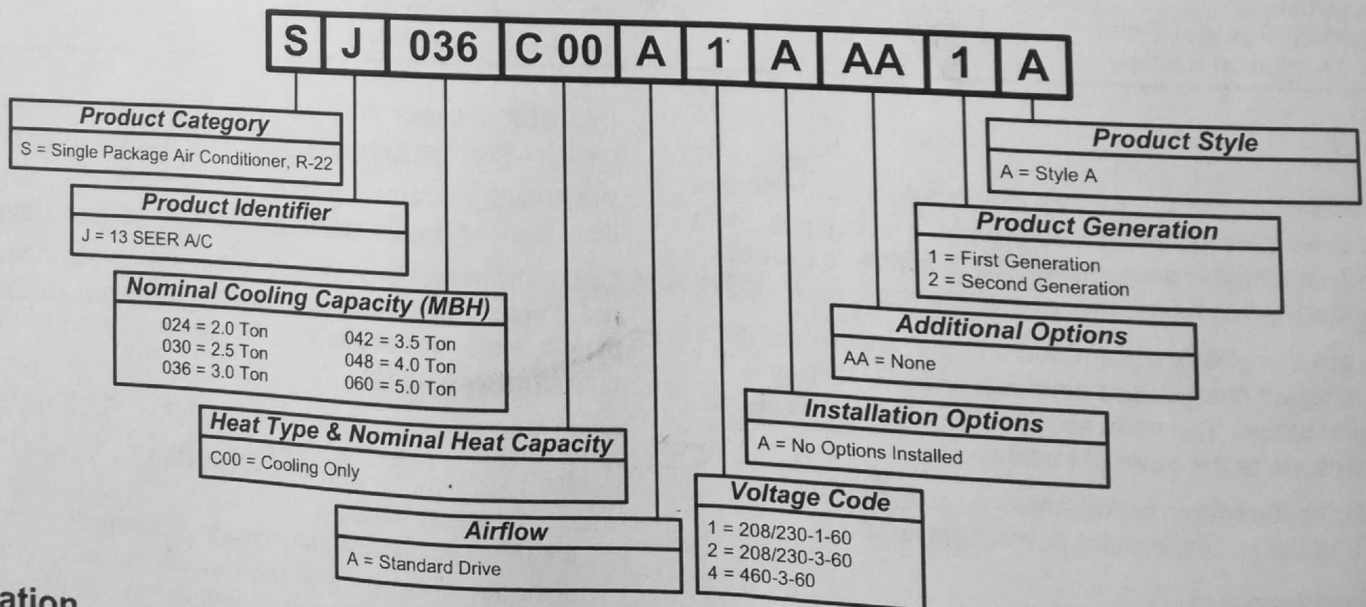 S J 036 C 00 A 1 A AA 1 A
Product Category
S = Single Package Air Conditioner, R-22
Product Identifier
J = 13 SEER A/C
Nominal Cooling Capacity (MBH)
024 = 2.0 Ton 042 = 3.5 Ton
030 = 2.5 Ton 048 = 4.0 Ton
036 = 3.0 Ton 060 = 5.0 Ton
Heat Type & Nominal Heat Capacity
C00 = Cooling Only
Airflow
A = Standard Drive
Product Style
A = Style A
Product Generation
1 = First Generation
2 = Second Generation
Additional Options
AA = None
Installation Options
A = No Options Installed
Voltage Code
1 = 208/230-1-60
2 = 208/230-3-60
4 = 460-3-60
ation